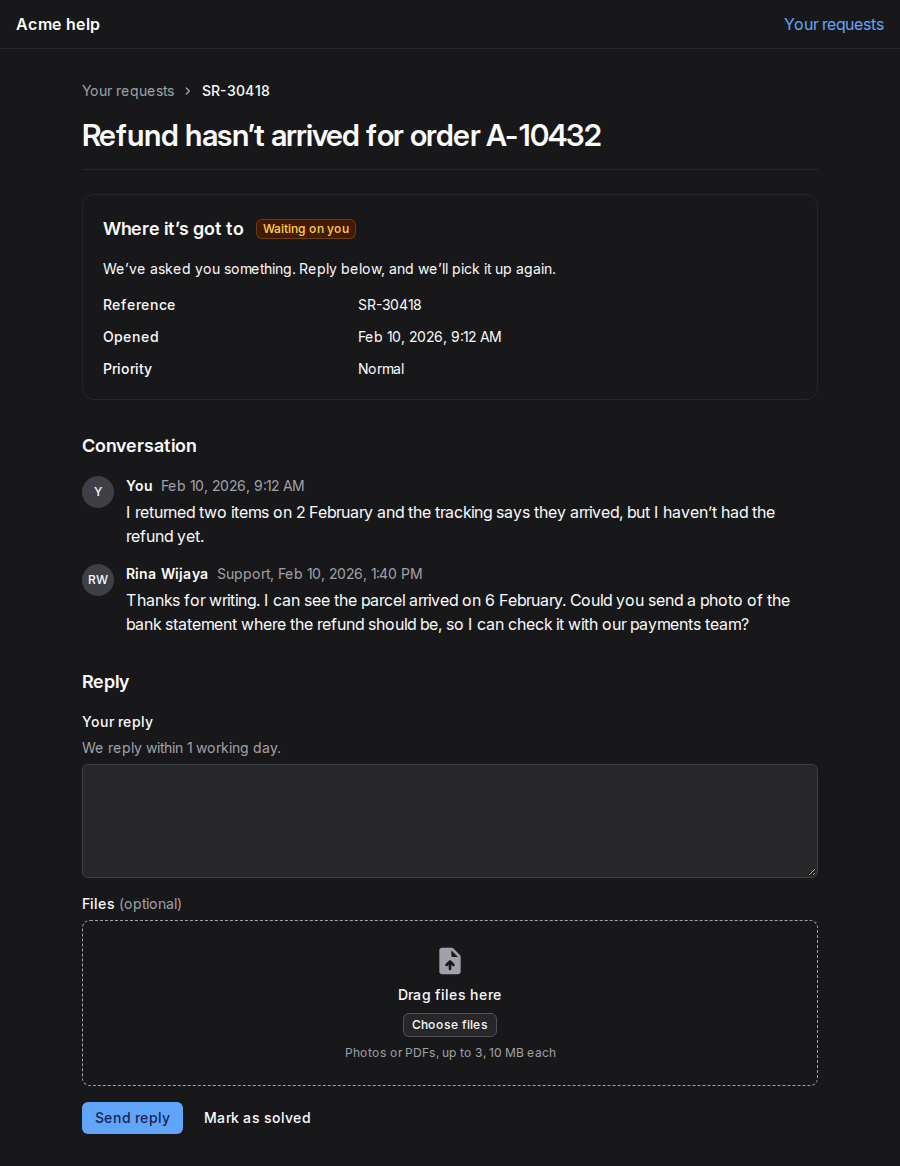 Acme help
Your requests
Your requests
SR-30418
Refund hasn’t arrived for order A-10432
Where it’s got to
Waiting on you
We’ve asked you something. Reply below, and we’ll pick it up again.
Reference SR-30418
Opened Feb 10, 2026, 9:12 AM
Priority Normal
Conversation
Y
You Feb 10, 2026, 9:12 AM
I returned two items on 2 February and the tracking says they arrived, but I haven’t had the
refund yet.
RW
Rina Wijaya Support, Feb 10, 2026, 1:40 PM
Thanks for writing. I can see the parcel arrived on 6 February. Could you send a photo of the
bank statement where the refund should be, so I can check it with our payments team?
Reply
Your reply
We reply within 1 working day.
Files (optional)
Drag files here
Choose files
Photos or PDFs, up to 3, 10 MB each
Send reply
Mark as solved